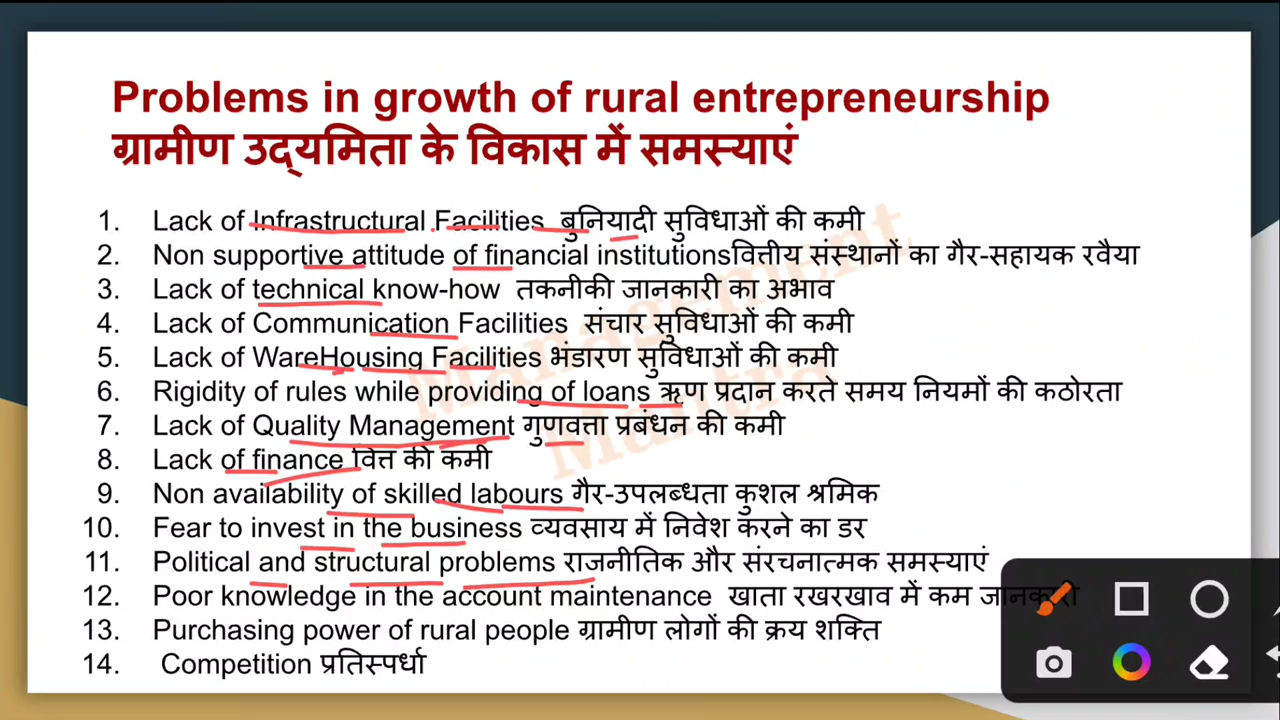 Problems in growth of rural entrepreneurship
ग्रामीण उद्यमिता के विकास में समस्याएं
1. Lack of Infrastructural Facilities बुनियादी सुविधाओं की कमी
2. Non supportive attitude of financial institutionsवित्तीय संस्थानों का गैर-सहायक रवैया
3. Lack of technical know-how तकनीकी जानकारी का अभाव
4. Lack of Communication Facilities संचार सुविधाओं की कमी
5. Lack of WareHousing Facilities भंडारण सुविधाओं की कमी
6. Rigidity of rules while providing of loans ऋण प्रदान करते समय नियमों की कठोरता
7. Lack of Quality Management गुणवत्ता प्रबंधन की कमी
8. Lack of finance वित्त की कमी
9. Non availability of skilled labours गैर-उपलब्धता कुशल श्रमिक
10. Fear to invest in the business व्यवसाय में निवेश करने का डर
11. Political and structural problems राजनीतिक और संरचनात्मक समस्याएं
12. Poor knowledge in the account maintenance खाता रखरखाव में कम जानकारी
13. Purchasing power of rural people ग्रामीण लोगों की क्रय शक्ति
14. Competition प्रतिस्पर्धा
Management
Mantra